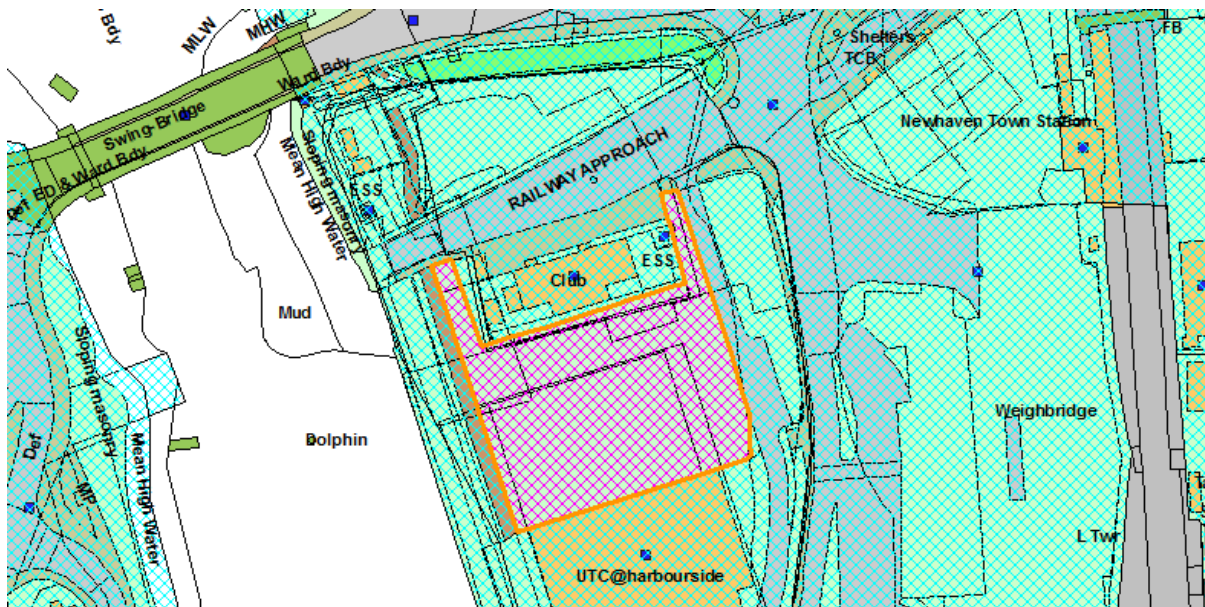 Bdy
MLW
MHW
Ward Bdy
Swing-Bridge
ED & Ward Bdy
Def
Sloping masonry
Mean High Water
ESS
RAILWAY APPROACH
Shelters
TCB
FB
Newhaven Town Station
Club
ESS
Mud
Sloping masonry
Mean High Water
Def
MP
Dolphin
Weighbridge
L Twr
UTC@harbourside